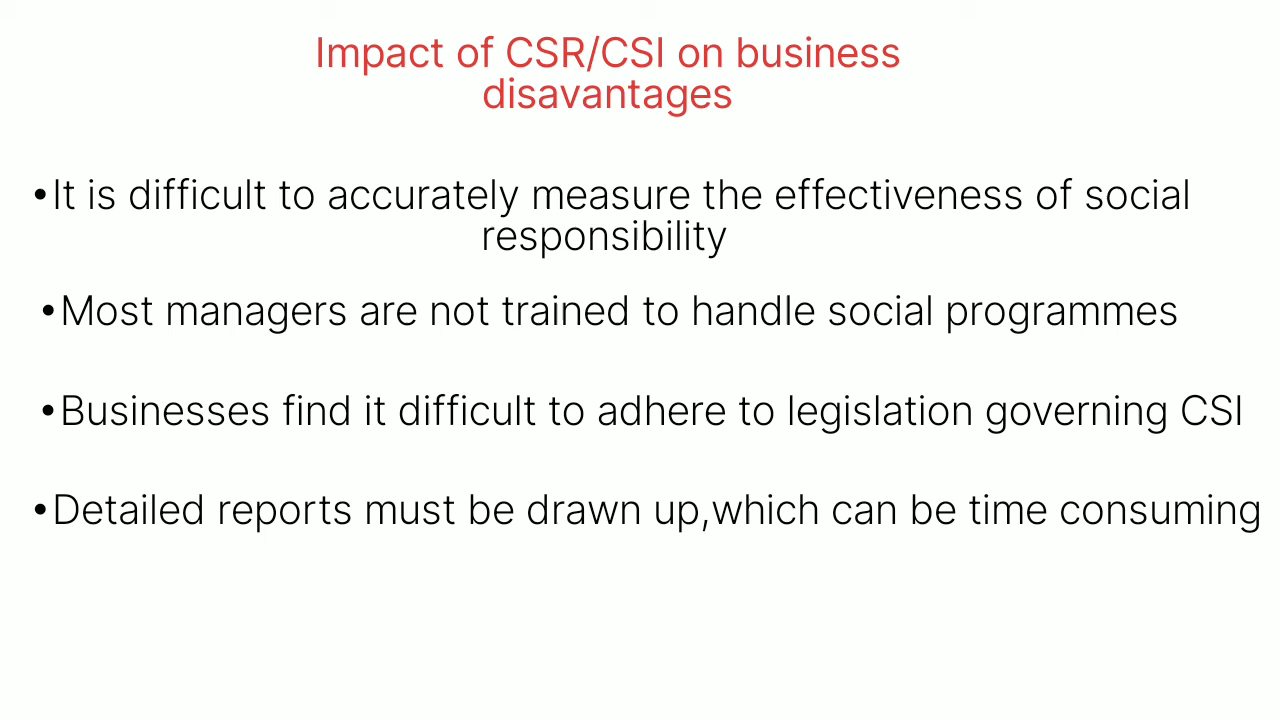 Impact of CSR/CSI on business
disavantages
•It is difficult to accurately measure the effectiveness of social
responsibility
•Most managers are not trained to handle social programmes
•Businesses find it difficult to adhere to legislation governing CSI
•Detailed reports must be drawn up,which can be time consuming